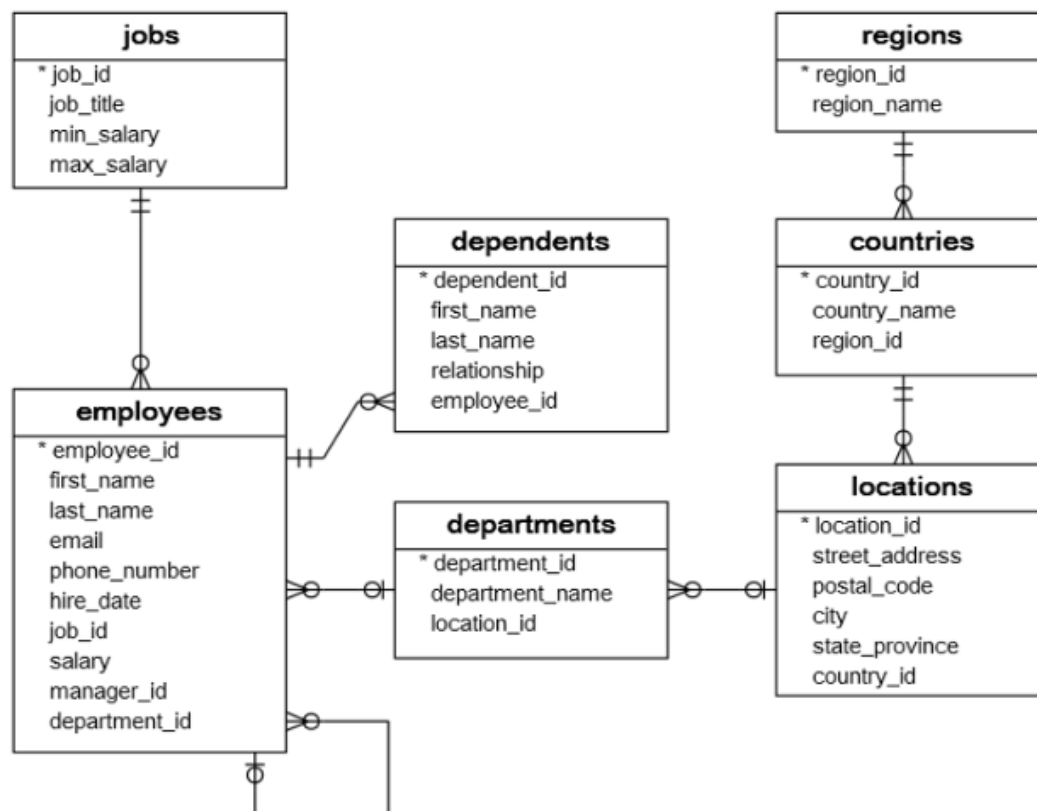 jobs
* job_id
job_title
min_salary
max_salary
regions
* region_id
region_name
dependents
* dependent_id
first_name
last_name
relationship
employee_id
countries
* country_id
country_name
region_id
employees
* employee_id
first_name
last_name
email
phone_number
hire_date
job_id
salary
manager_id
department_id
departments
* department_id
department_name
location_id
locations
* location_id
street_address
postal_code
city
state_province
country_id